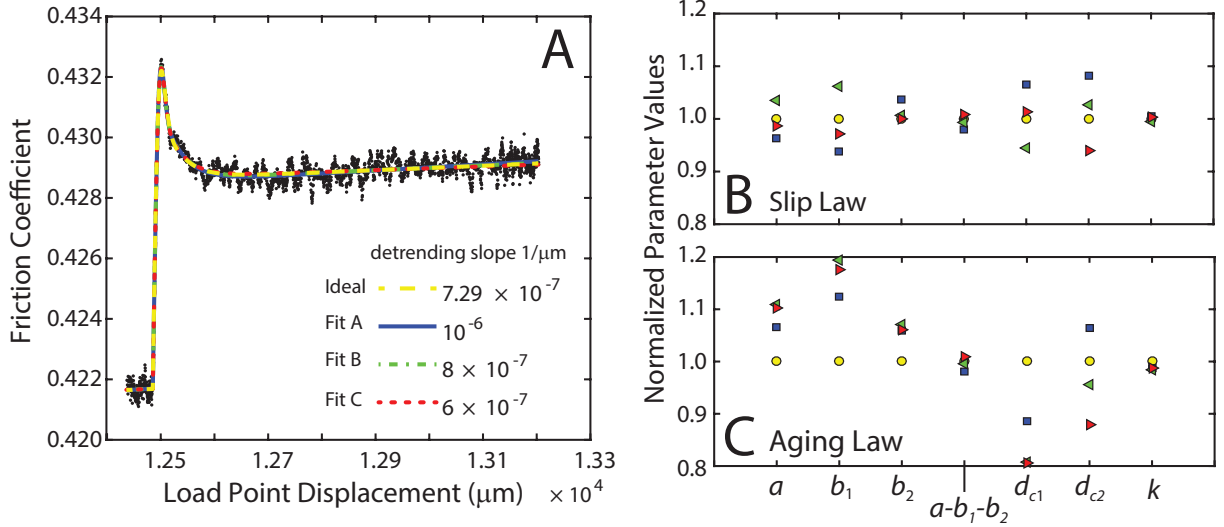 A
0.434
0.432
0.430
0.428
0.426
0.424
0.422
0.420
Friction Coefficient
detrending slope 1/μm
Ideal 7.29 × 10-7
Fit A 10-6
Fit B 8 × 10-7
Fit C 6 × 10-7
1.25 1.27 1.29 1.31 1.33
Load Point Displacement (μm) × 10⁴
Normalized Parameter Values
1.2
1.1
1.0
0.9
0.8
B Slip Law
1.2
1.1
1.0
0.9
0.8
C Aging Law
a b1 b2 a-b1-b2 dc1 dc2 k